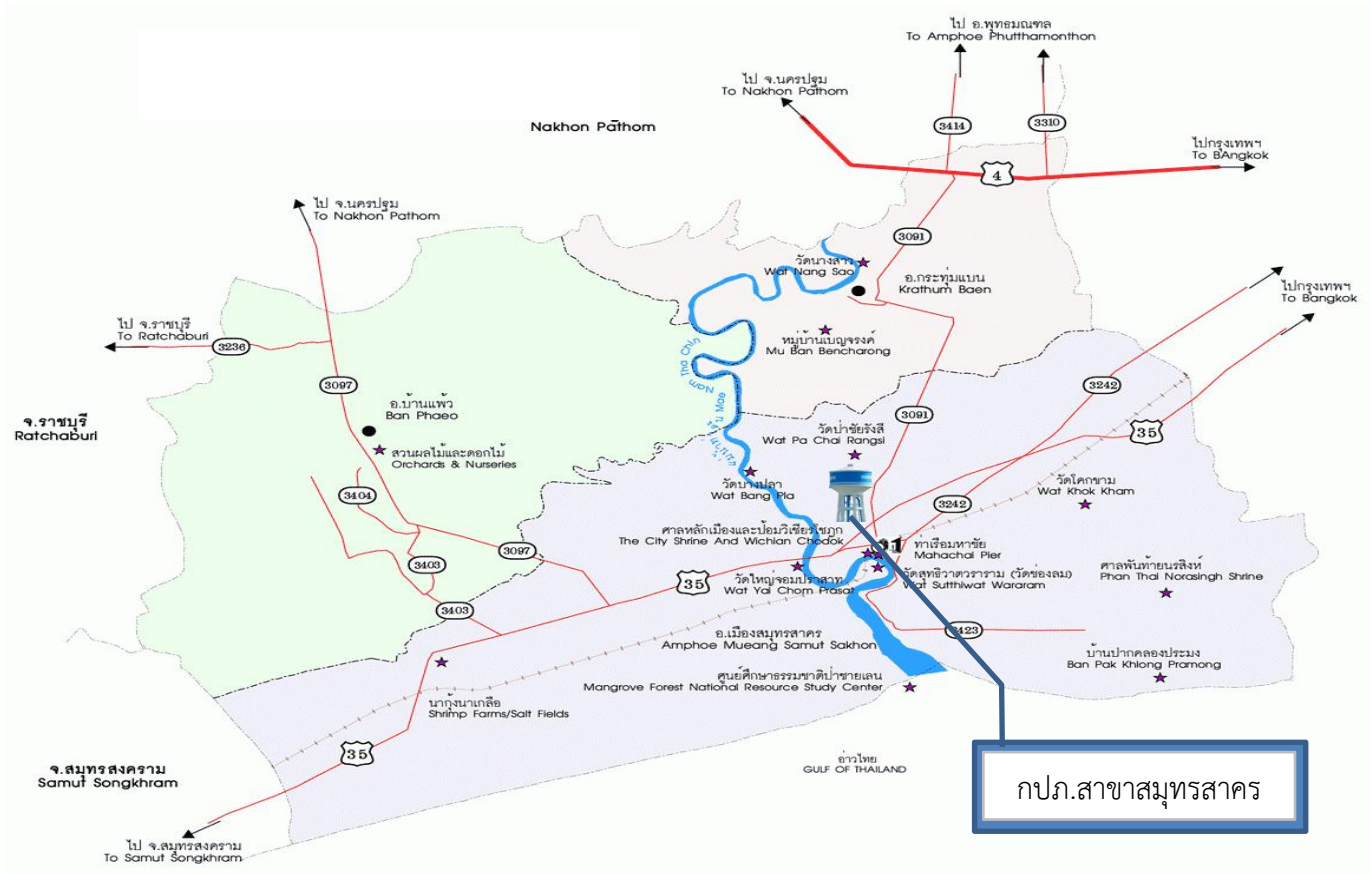 ไป อ.พุทธมณฑล
To Amphoe Phutthamonthon
ไป จ.นครปฐม
To Nakhon Pathom
Nakhon Pathom
3414
3310
ไปกรุงเทพฯ
To BAngkok
4
ไป จ.นครปฐม
To Nakhon Pathom
3091
วัดนางสาว
Wat Nang Sao
อ.กระทุ่มแบน
Krathum Baen
ไปกรุงเทพฯ
To Bangkok
ไป จ.ราชบุรี
To Ratchaburi
3236
หมู่บ้านเบญจรงค์
Mu Ban Bencharong
3097
3242
อ.บ้านแพ้ว
Ban Phaeo
3091
จ.ราชบุรี
Ratchaburi
35
วัดป่าชัยรังสี
Wat Pa Chai Rangsi
สวนผลไม้และดอกไม้
Orchards & Nurseries
Mae Nam Tha Chin
วัดบางปลา
Wat Bang Pla
วัดโคกขาม
Wat Khok Kham
3404
3242
ศาลหลักเมืองและป้อมวิเชียรโชฎก
The City Shrine And Wichian Chodok
ท่าเรือมหาชัย
Mahachai Pier
3097
3403
35
วัดใหญ่จอมปราสาท
Wat Yai Chom Prasat
วัดสุทธิวาตวราราม (วัดช่องลม)
Wat Sutthiwat Wararam
ศาลพันท้ายนรสิงห์
Phan Thai Norasingh Shrine
3403
อ.เมืองสมุทรสาคร
Amphoe Mueang Samut Sakhon
บ้านปากคลองประมง
Ban Pak Khlong Pramong
ศูนย์ศึกษาธรรมชาติป่าชายเลน
Mangrove Forest National Resource Study Center
นากุ้งนาเกลือ
Shrimp Farms/Salt Fields
35
จ.สมุทรสงคราม
Samut Songkhram
อ่าวไทย
GULF OF THAILAND
กปภ.สาขาสมุทรสาคร
ไป จ.สมุทรสงคราม
To Samut Songkhram